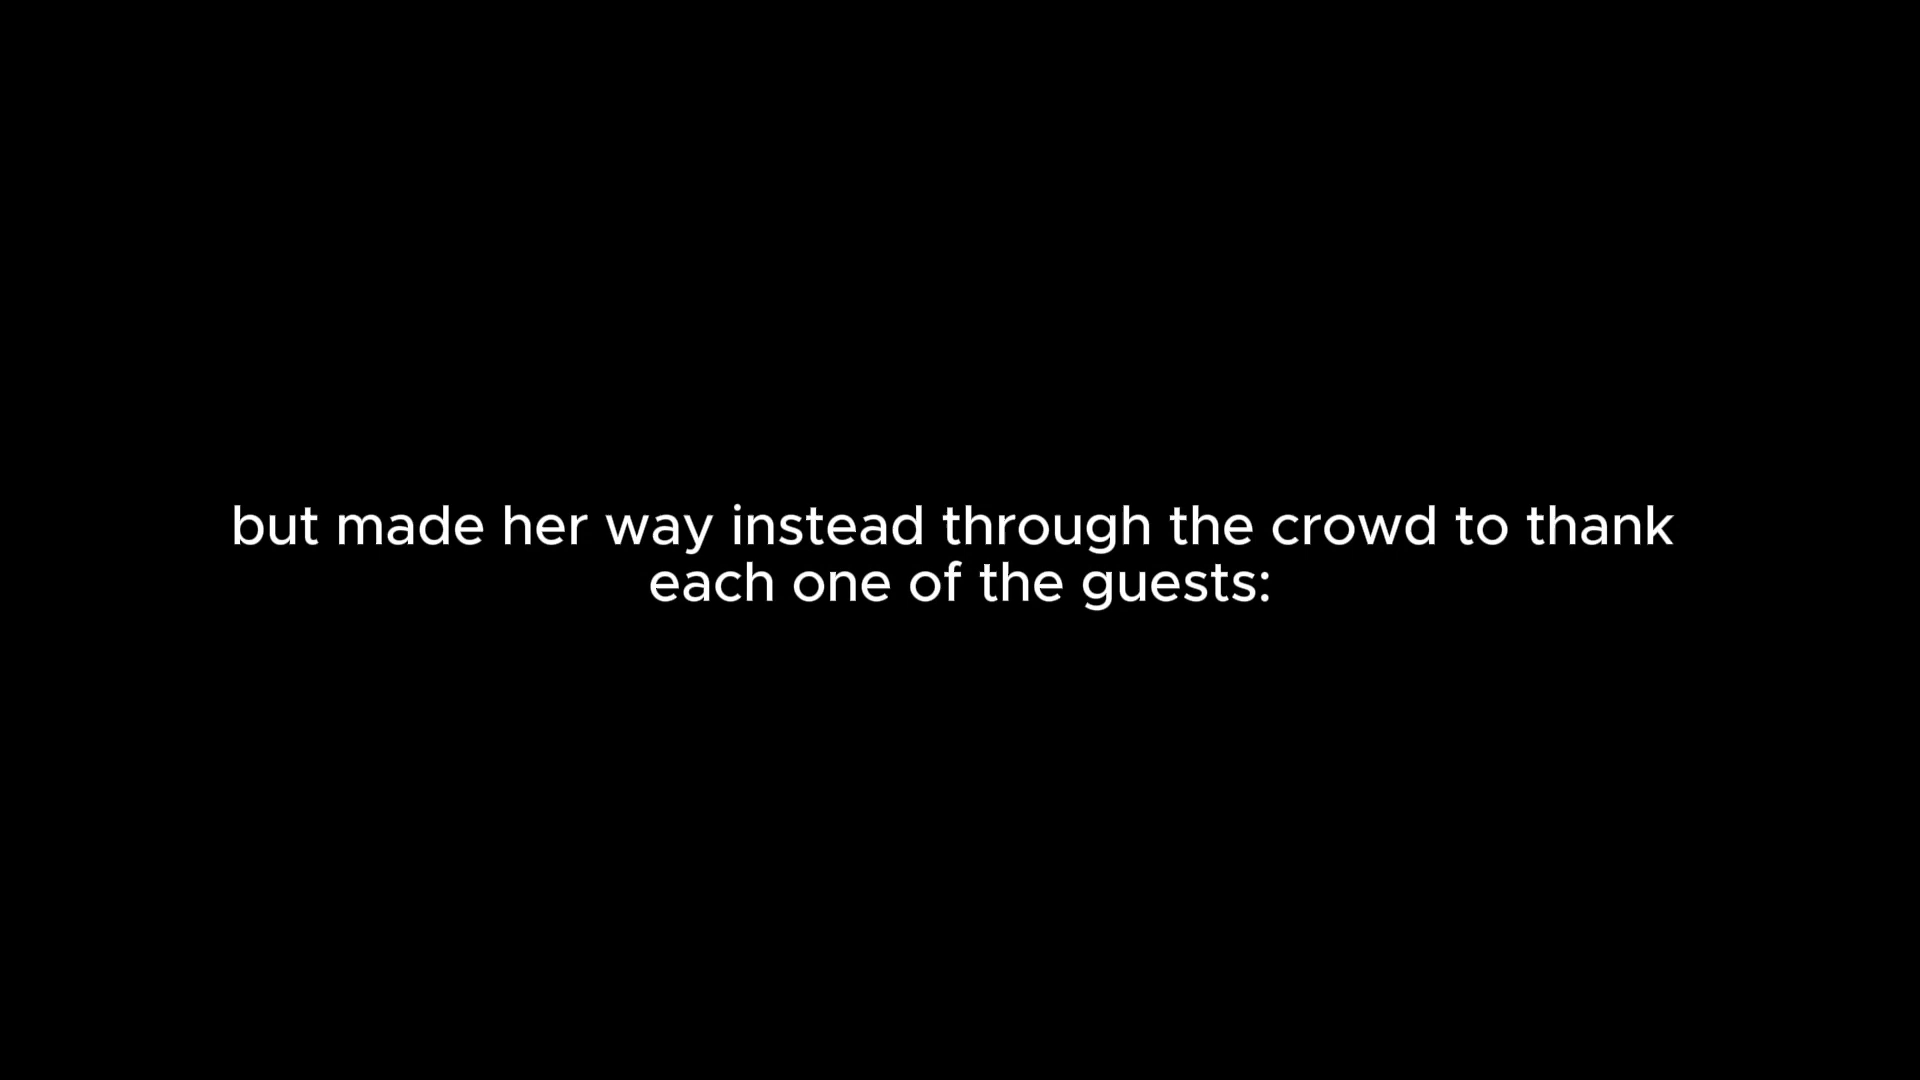 but made her way instead through the crowd to thank
each one of the guests: